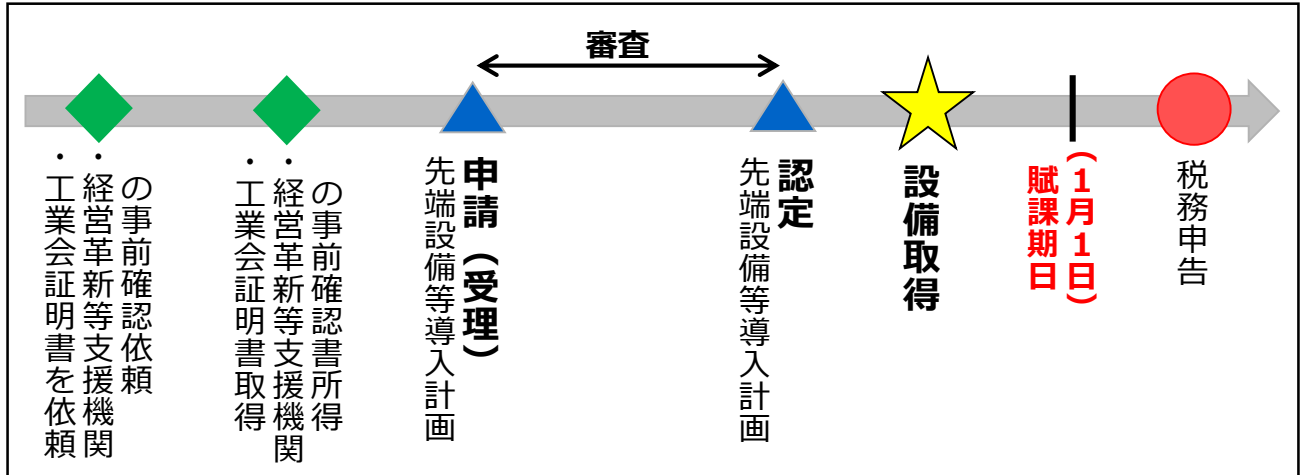 審査
・工業会証明書を依頼
・経営革新等支援機関
の事前確認依頼
・工業会証明書取得
・経営革新等支援機関
の事前確認書所得
先端設備等導入計画
申請（受理）
先端設備等導入計画
認定
設備取得
賦課期日
（1月1日）
税務申告